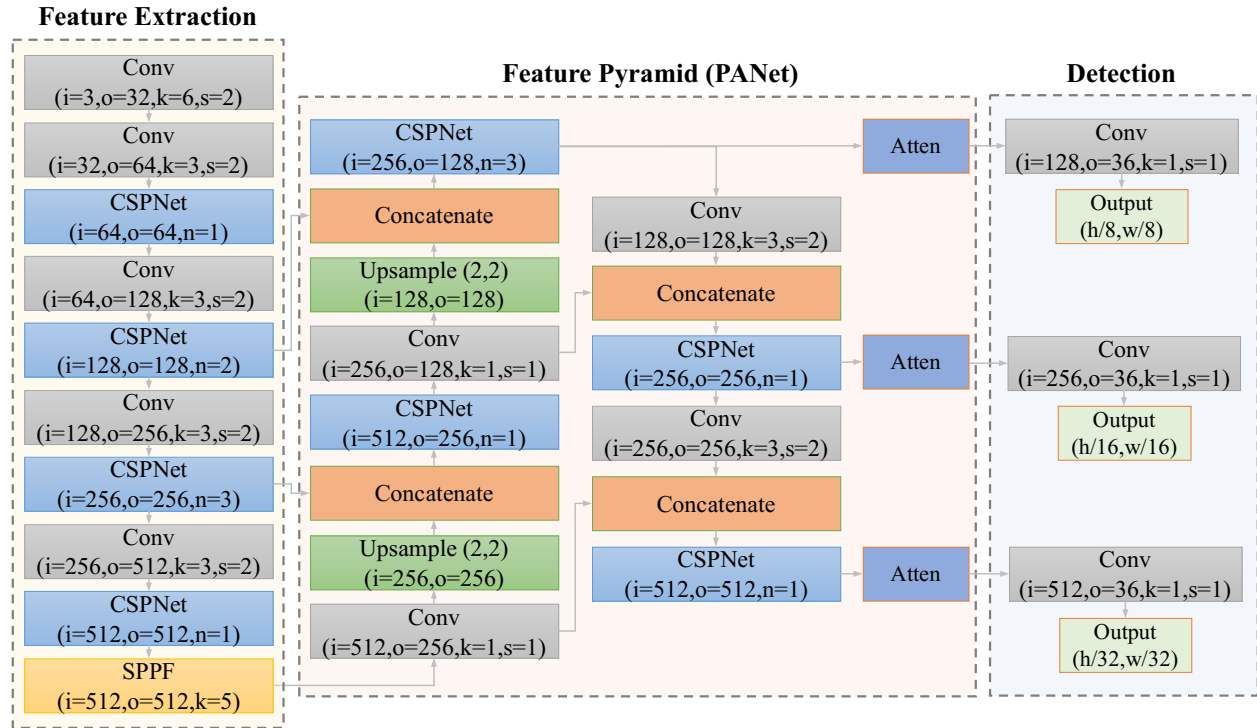 Feature Extraction
Conv
(i=3,o=32,k=6,s=2)
Conv
(i=32,o=64,k=3,s=2)
CSPNet
(i=64,o=64,n=1)
Conv
(i=64,o=128,k=3,s=2)
CSPNet
(i=128,o=128,n=2)
Conv
(i=128,o=256,k=3,s=2)
CSPNet
(i=256,o=256,n=3)
Conv
(i=256,o=512,k=3,s=2)
CSPNet
(i=512,o=512,n=1)
SPPF
(i=512,o=512,k=5)
Feature Pyramid (PANet)
CSPNet
(i=256,o=128,n=3)
Concatenate
Upsample (2,2)
(i=128,o=128)
Conv
(i=256,o=128,k=1,s=1)
CSPNet
(i=512,o=256,n=1)
Concatenate
Upsample (2,2)
(i=256,o=256)
Conv
(i=512,o=256,k=1,s=1)
Conv
(i=128,o=128,k=3,s=2)
Concatenate
CSPNet
(i=256,o=256,n=1)
Conv
(i=256,o=256,k=3,s=2)
Concatenate
CSPNet
(i=512,o=512,n=1)
Atten
Atten
Atten
Detection
Conv
(i=128,o=36,k=1,s=1)
Output
(h/8,w/8)
Conv
(i=256,o=36,k=1,s=1)
Output
(h/16,w/16)
Conv
(i=512,o=36,k=1,s=1)
Output
(h/32,w/32)